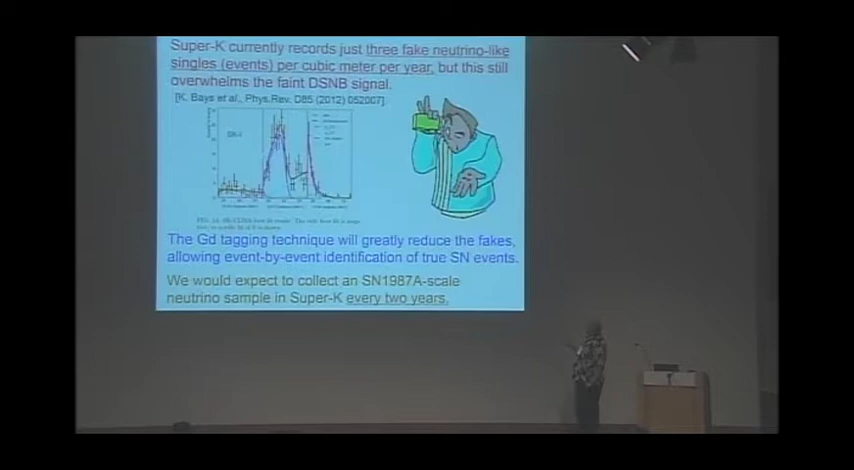 Super-K currently records just three fake neutrino-like
singles (events) per cubic meter per year, but this still
overwhelms the faint DSNB signal.
[K. Bays et al., Phys.Rev. D85 (2012) 052007]
The Gd tagging technique will greatly reduce the fakes,
allowing event-by-event identification of true SN events.
We would expect to collect an SN1987A-scale
neutrino sample in Super-K every two years.